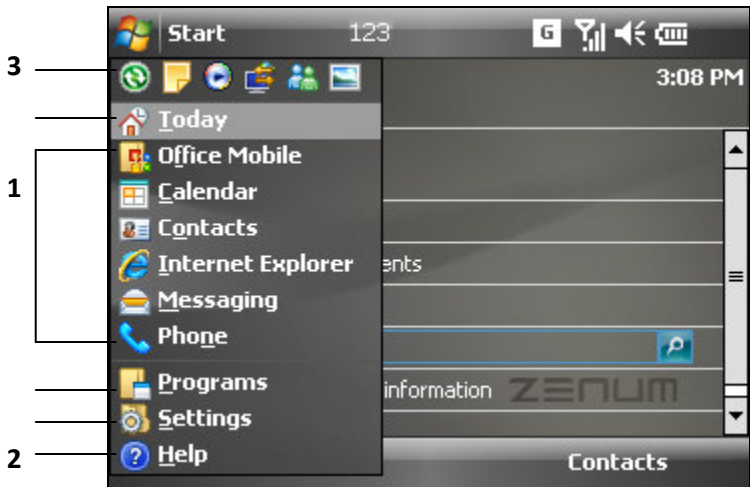 Start 123 G
3
3:08 PM
Today
1
Office Mobile
Calendar
Contacts
Internet Explorer
ents
Messaging
Phone
Programs
information ZENUM
Settings
2
Help
Contacts